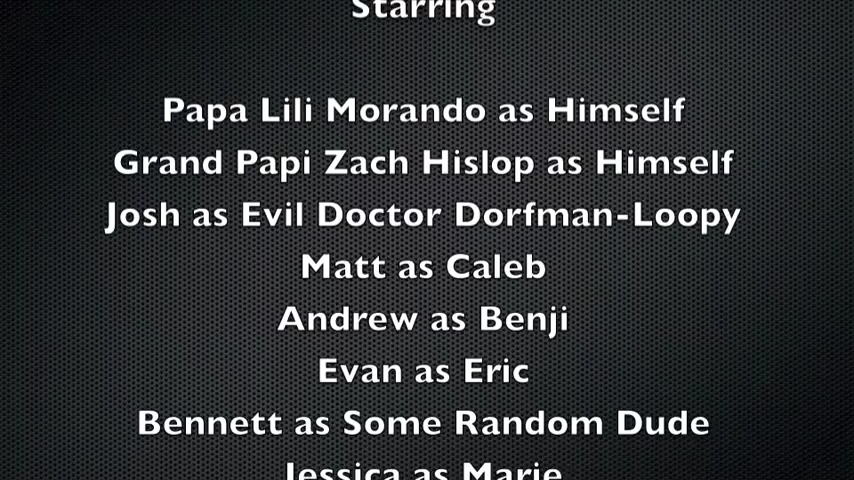 Starring
Papa Lili Morando as Himself
Grand Papi Zach Hislop as Himself
Josh as Evil Doctor Dorfman-Loopy
Matt as Caleb
Andrew as Benji
Evan as Eric
Bennett as Some Random Dude
Jessica as Marie